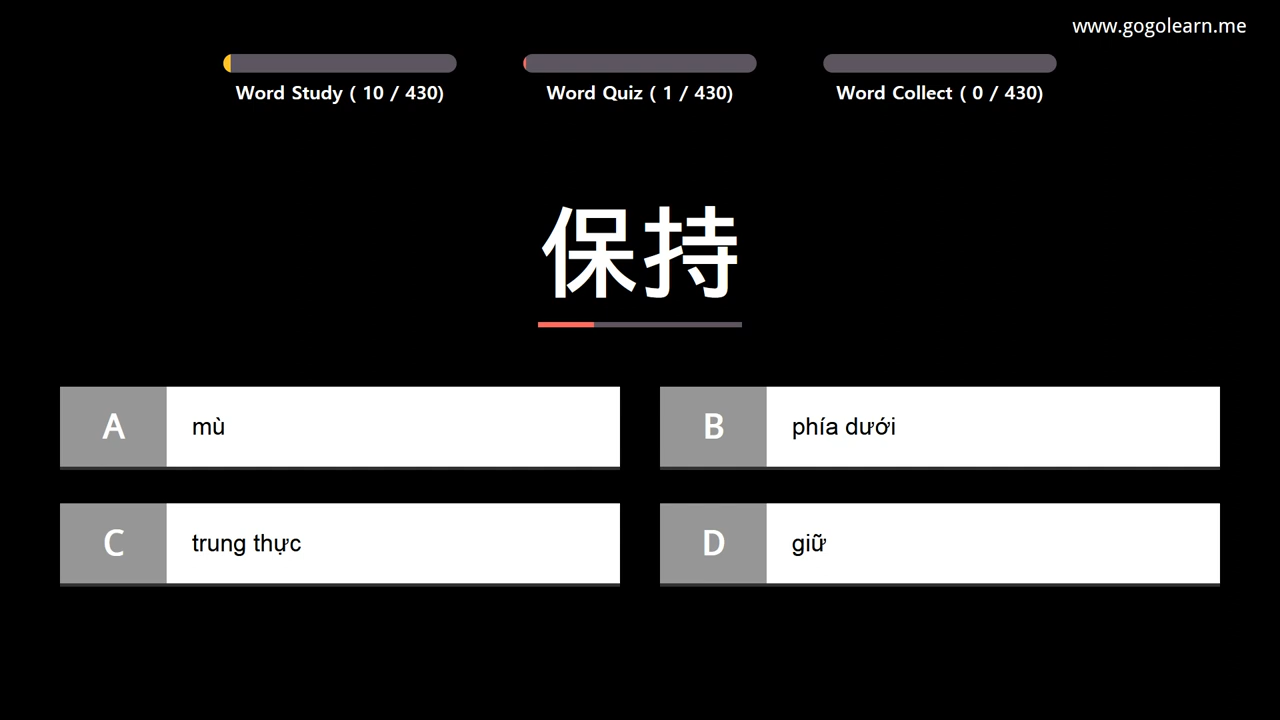 www.gogolearn.me
Word Study ( 10 / 430)
Word Quiz ( 1 / 430)
Word Collect ( 0 / 430)
保持
A
mù
B
phía dưới
C
trung thực
D
giữ